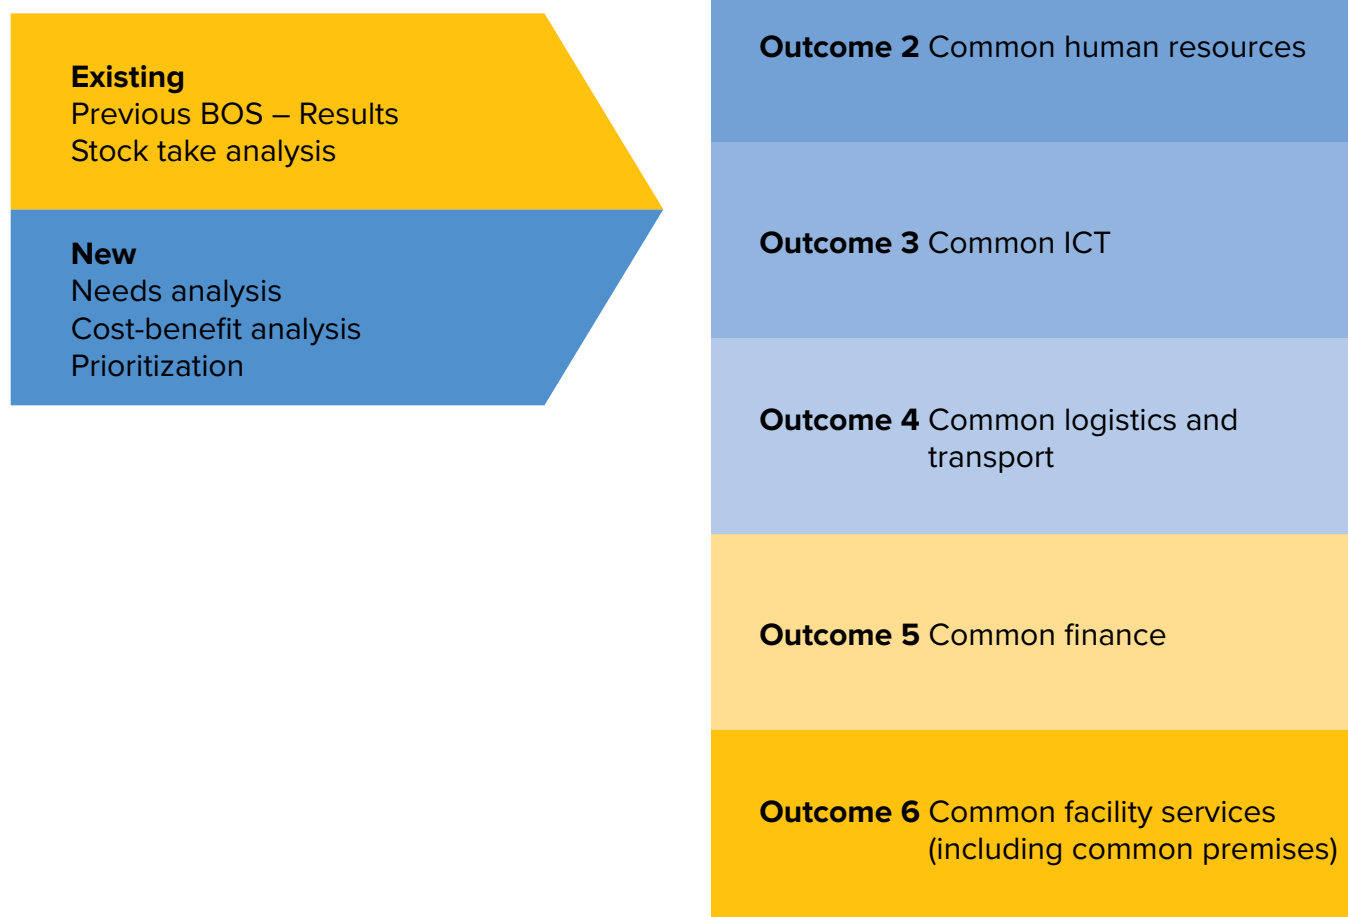 Existing
Previous BOS – Results
Stock take analysis
New
Needs analysis
Cost-benefit analysis
Prioritization
Outcome 2 Common human resources
Outcome 3 Common ICT
Outcome 4 Common logistics and
transport
Outcome 5 Common finance
Outcome 6 Common facility services
(including common premises)